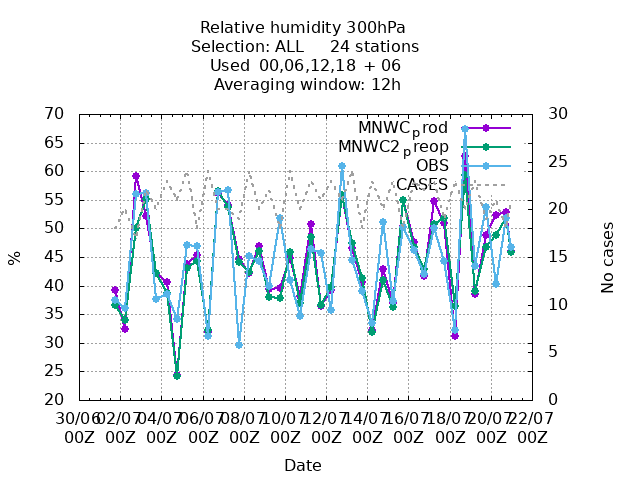 Relative humidity 300hPa
Selection: ALL 24 stations
Used 00,06,12,18 + 06
Averaging window: 12h
70
65
60
55
50
45
40
35
30
25
20
30
25
20
15
10
5
0
%
No cases
MNWCprod
MNWC2preop
OBS
CASES
30/06 02/07 04/07 06/07 08/07 10/07 12/07 14/07 16/07 18/07 20/07 22/07
00Z 00Z 00Z 00Z 00Z 00Z 00Z 00Z 00Z 00Z 00Z 00Z
Date